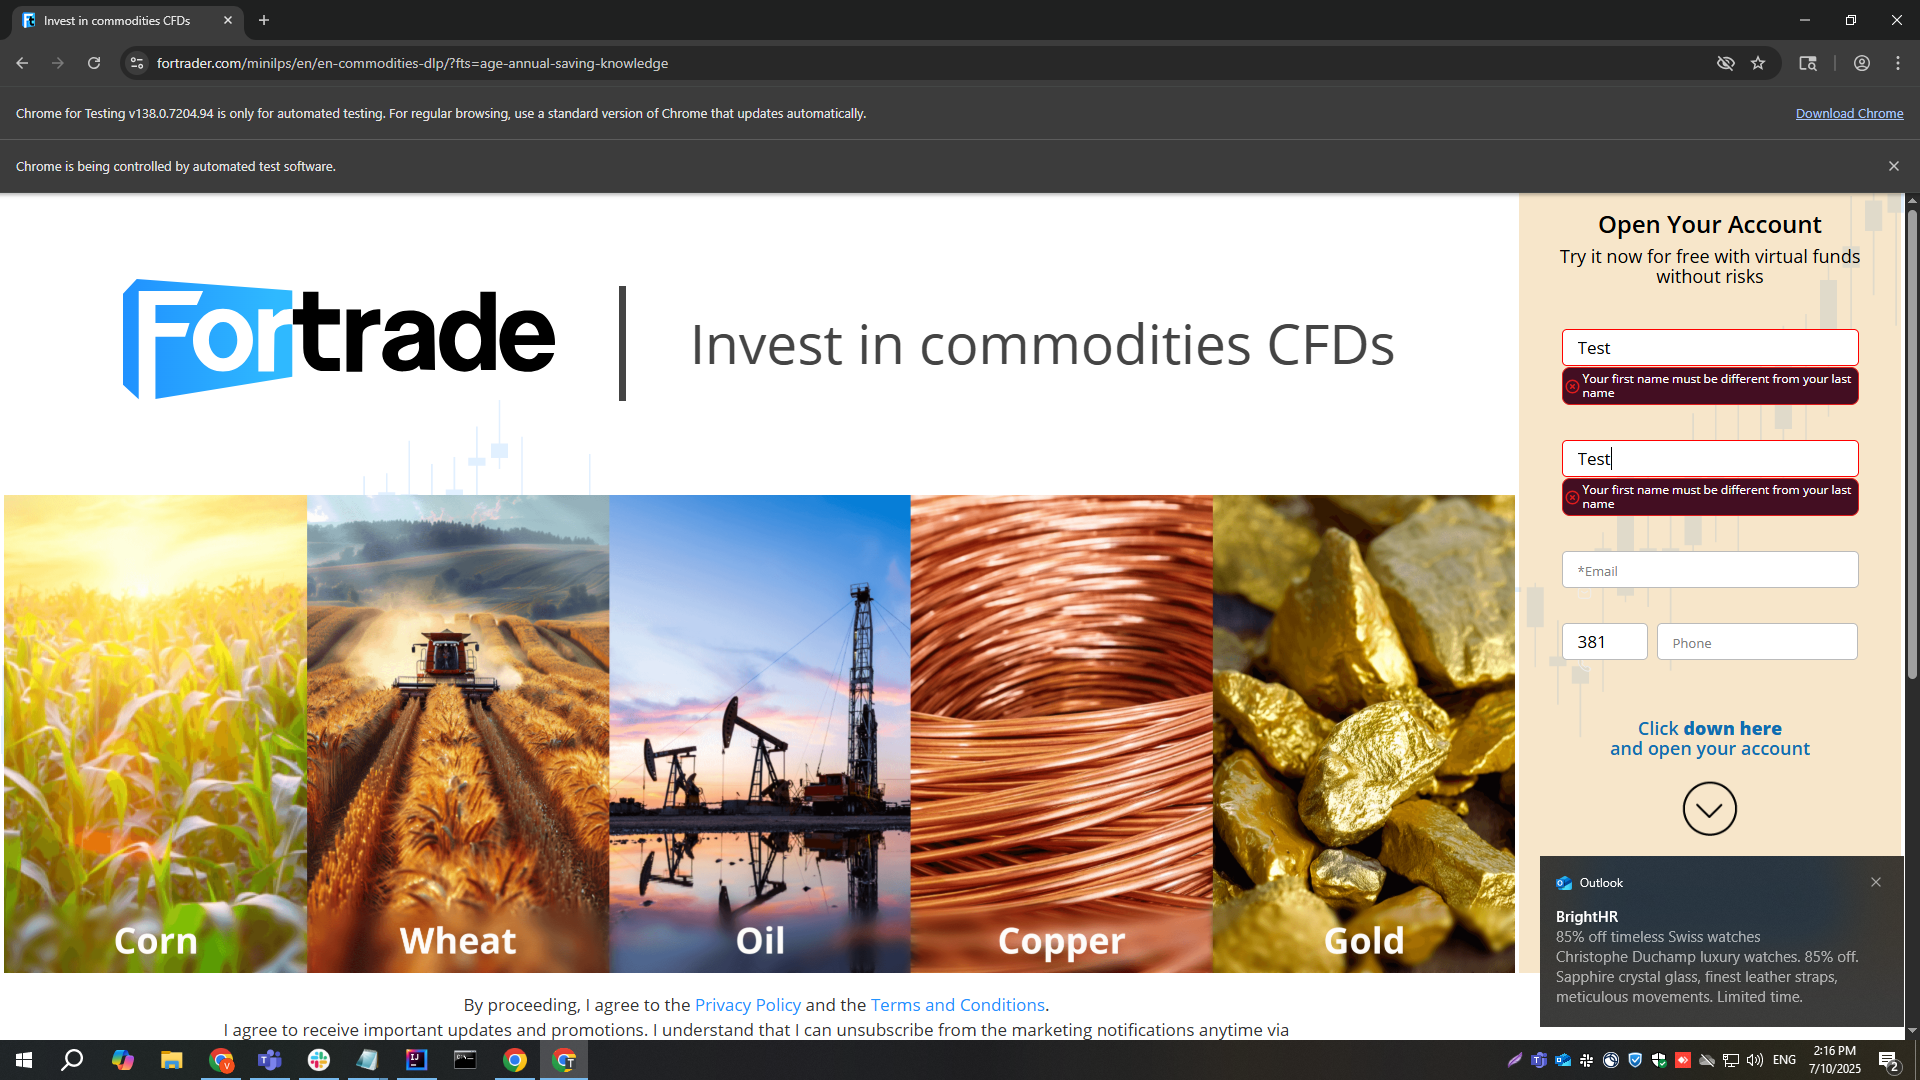 Invest in commodities CFDs
fortrader.com/minilps/en/en-commodities-dlp/?fts=age-annual-saving-knowledge
Chrome for Testing v138.0.7204.94 is only for automated testing. For regular browsing, use a standard version of Chrome that updates automatically.
Download Chrome
Chrome is being controlled by automated test software.
Fortrade
Invest in commodities CFDs
Open Your Account
Try it now for free with virtual funds
without risks
Test
Your first name must be different from your last
name
Test
Your first name must be different from your last
name
*Email
381
Phone
Click down here
and open your account
Corn
Wheat
Oil
Copper
Gold
By proceeding, I agree to the Privacy Policy and the Terms and Conditions.
I agree to receive important updates and promotions. I understand that I can unsubscribe from the marketing notifications anytime via
Outlook
BrightHR
85% off timeless Swiss watches
Christophe Duchamp luxury watches. 85% off.
Sapphire crystal glass, finest leather straps,
meticulous movements. Limited time.
ENG
2:16 PM
7/10/2025
2